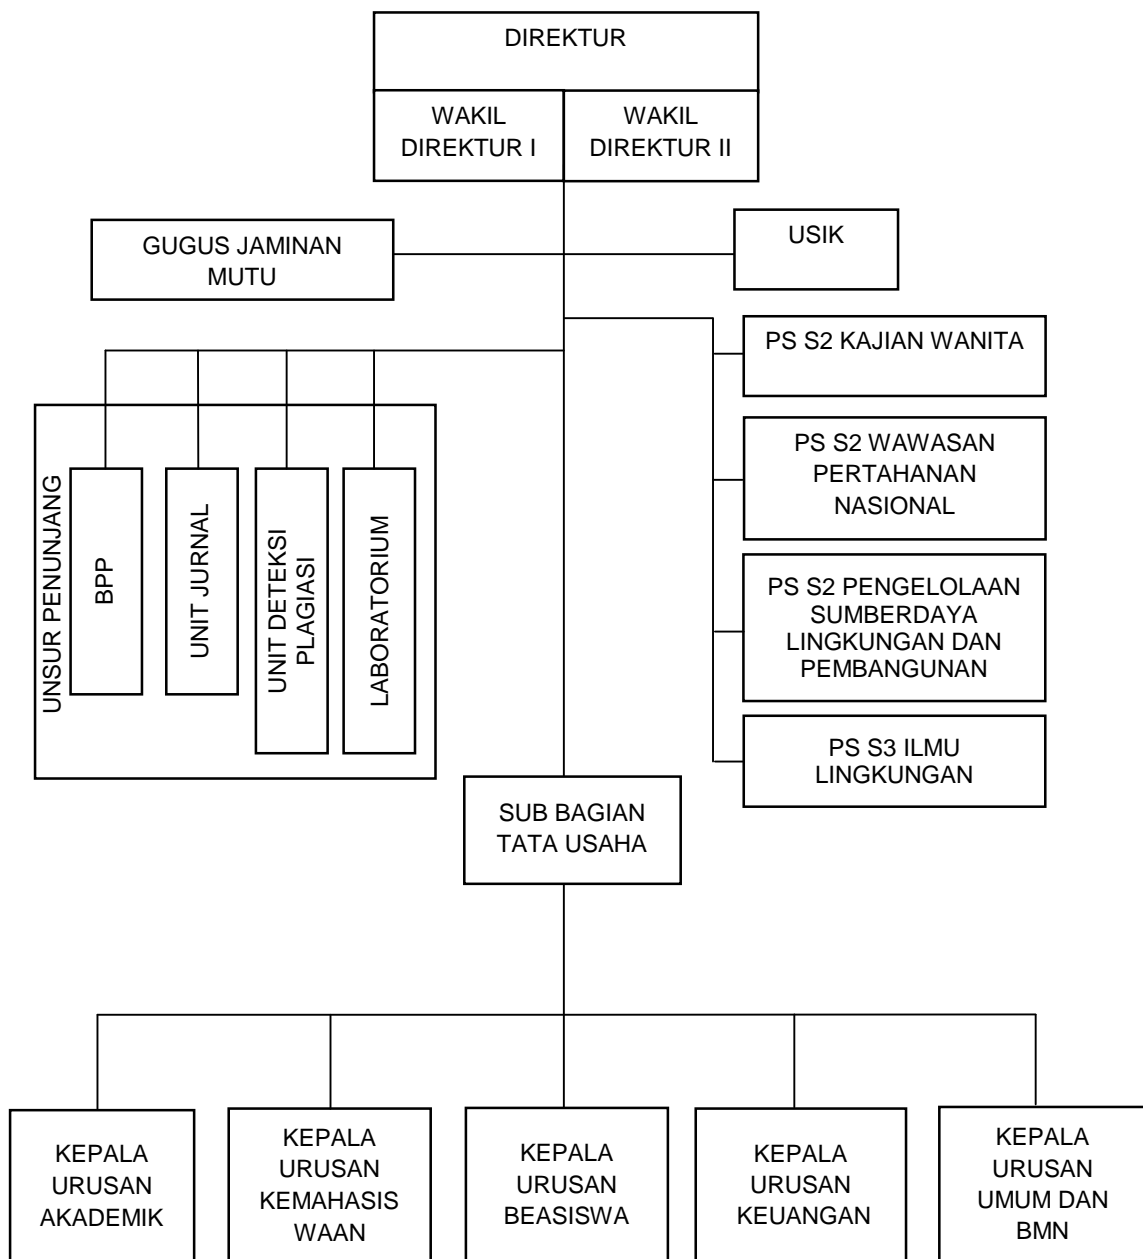 DIREKTUR
WAKIL
DIREKTUR I
WAKIL
DIREKTUR II
GUGUS JAMINAN
MUTU
USIK
PS S2 KAJIAN WANITA
PS S2 WAWASAN
PERTAHANAN
NASIONAL
PS S2 PENGELOLAAN
SUMBERDAYA
LINGKUNGAN DAN
PEMBANGUNAN
PS S3 ILMU
LINGKUNGAN
UNSUR PENUNJANG
BPP
UNIT JURNAL
UNIT DETEKSI
PLAGIASI
LABORATORIUM
SUB BAGIAN
TATA USAHA
KEPALA
URUSAN
AKADEMIK
KEPALA
URUSAN
KEMAHASIS
WAAN
KEPALA
URUSAN
BEASISWA
KEPALA
URUSAN
KEUANGAN
KEPALA
URUSAN
UMUM DAN
BMN